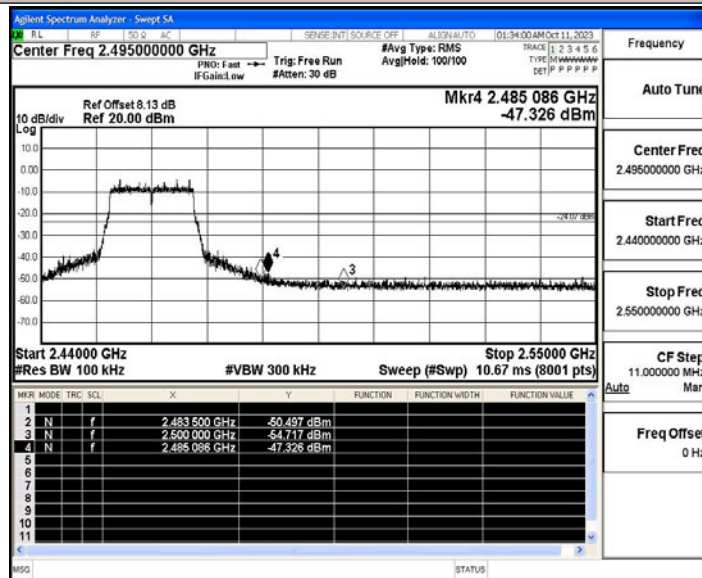 Agilent Spectrum Analyzer - Swept SA
RL RF 50 Ω AC SENSE:INT SOURCE OFF ALIGN AUTO 01:34:00 AM Oct 11, 2023
Center Freq 2.495000000 GHz #Avg Type: RMS TRACE 1 2 3 4 5 6
PNO: Fast Trig: Free Run Avg|Hold: 100/100 TYPE M
IFGain:Low #Atten: 30 dB DET P P P P P P
Ref Offset 8.13 dB Mkr4 2.485 086 GHz
10 dB/div Ref 20.00 dBm -47.326 dBm
Log
10.0
0.00
-10.0
-20.0
-24.07 dBm
-30.0
-40.0
4
-50.0
3
-60.0
-70.0
Start 2.44000 GHz Stop 2.55000 GHz
#Res BW 100 kHz #VBW 300 kHz Sweep (#Swp) 10.67 ms (8001 pts)
MKR MODE TRC SCL X Y FUNCTION FUNCTION WIDTH FUNCTION VALUE
1
2 N f 2.483 500 GHz -50.497 dBm
3 N f 2.500 000 GHz -54.717 dBm
4 N f 2.485 086 GHz -47.326 dBm
5
6
7
8
9
10
11
MSG STATUS
Frequency
Auto Tune
Center Freq
2.495000000 GHz
Start Freq
2.440000000 GHz
Stop Freq
2.550000000 GHz
CF Step
11.000000 MHz
Auto Man
Freq Offset
0 Hz